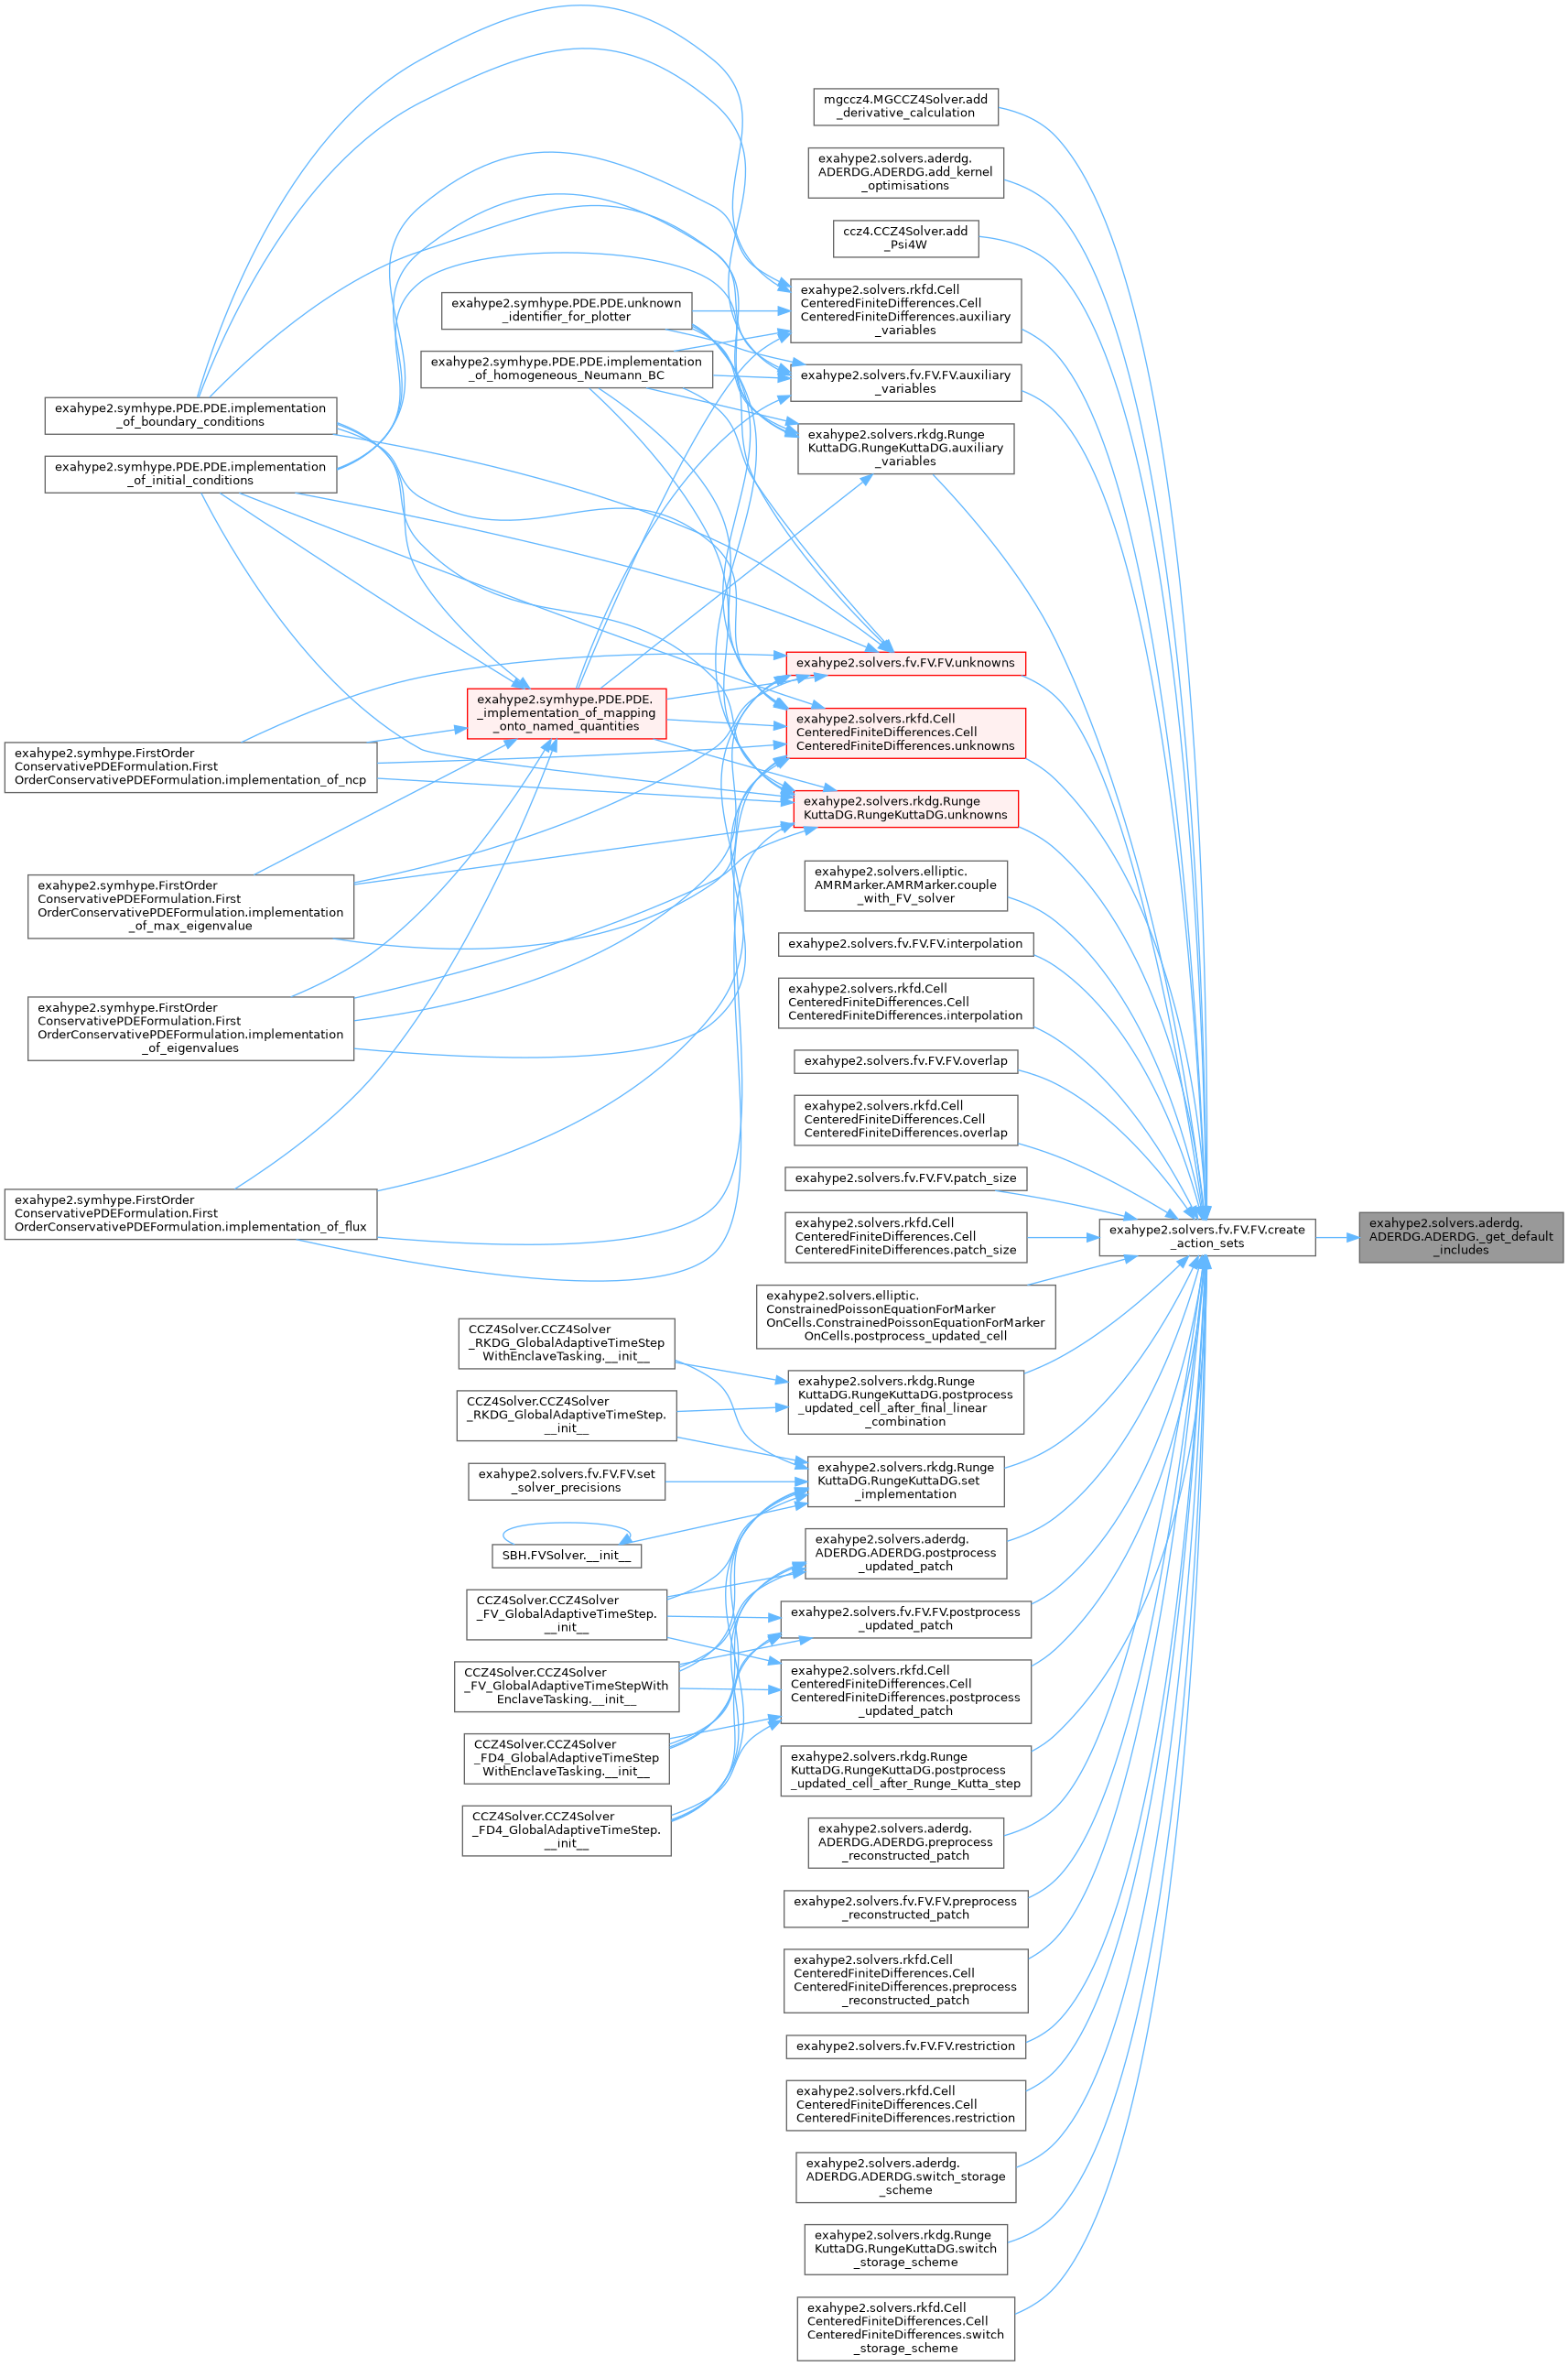 mgccz4.MGCCZ4Solver.add
_derivative_calculation
exahype2.solvers.aderdg.
ADERDG.ADERDG.add_kernel
_optimisations
ccz4.CCZ4Solver.add
_Psi4W
exahype2.solvers.rkfd.Cell
CenteredFiniteDifferences.Cell
CenteredFiniteDifferences.auxiliary
_variables
exahype2.symhype.PDE.PDE.unknown
_identifier_for_plotter
exahype2.symhype.PDE.PDE.implementation
_of_homogeneous_Neumann_BC
exahype2.solvers.fv.FV.FV.auxiliary
_variables
exahype2.symhype.PDE.PDE.implementation
_of_boundary_conditions
exahype2.solvers.rkdg.Runge
KuttaDG.RungeKuttaDG.auxiliary
_variables
exahype2.symhype.PDE.PDE.implementation
_of_initial_conditions
exahype2.solvers.fv.FV.FV.unknowns
exahype2.symhype.PDE.PDE.
_implementation_of_mapping
_onto_named_quantities
exahype2.solvers.rkfd.Cell
CenteredFiniteDifferences.Cell
CenteredFiniteDifferences.unknowns
exahype2.symhype.FirstOrder
ConservativePDEFormulation.First
OrderConservativePDEFormulation.implementation_of_ncp
exahype2.solvers.rkdg.Runge
KuttaDG.RungeKuttaDG.unknowns
exahype2.symhype.FirstOrder
ConservativePDEFormulation.First
OrderConservativePDEFormulation.implementation
_of_max_eigenvalue
exahype2.solvers.elliptic.
AMRMarker.AMRMarker.couple
_with_FV_solver
exahype2.solvers.fv.FV.FV.interpolation
exahype2.solvers.rkfd.Cell
CenteredFiniteDifferences.Cell
CenteredFiniteDifferences.interpolation
exahype2.symhype.FirstOrder
ConservativePDEFormulation.First
OrderConservativePDEFormulation.implementation
_of_eigenvalues
exahype2.solvers.fv.FV.FV.overlap
exahype2.solvers.rkfd.Cell
CenteredFiniteDifferences.Cell
CenteredFiniteDifferences.overlap
exahype2.solvers.fv.FV.FV.patch_size
exahype2.symhype.FirstOrder
ConservativePDEFormulation.First
OrderConservativePDEFormulation.implementation_of_flux
exahype2.solvers.rkfd.Cell
CenteredFiniteDifferences.Cell
CenteredFiniteDifferences.patch_size
exahype2.solvers.fv.FV.FV.create
_action_sets
exahype2.solvers.aderdg.
ADERDG.ADERDG._get_default
_includes
exahype2.solvers.elliptic.
ConstrainedPoissonEquationForMarker
OnCells.ConstrainedPoissonEquationForMarker
OnCells.postprocess_updated_cell
CCZ4Solver.CCZ4Solver
_RKDG_GlobalAdaptiveTimeStep
WithEnclaveTasking.__init__
exahype2.solvers.rkdg.Runge
KuttaDG.RungeKuttaDG.postprocess
_updated_cell_after_final_linear
_combination
CCZ4Solver.CCZ4Solver
_RKDG_GlobalAdaptiveTimeStep.
__init__
exahype2.solvers.fv.FV.FV.set
_solver_precisions
exahype2.solvers.rkdg.Runge
KuttaDG.RungeKuttaDG.set
_implementation
SBH.FVSolver.__init__
exahype2.solvers.aderdg.
ADERDG.ADERDG.postprocess
_updated_patch
CCZ4Solver.CCZ4Solver
_FV_GlobalAdaptiveTimeStep.
__init__
exahype2.solvers.fv.FV.FV.postprocess
_updated_patch
CCZ4Solver.CCZ4Solver
_FV_GlobalAdaptiveTimeStepWith
EnclaveTasking.__init__
exahype2.solvers.rkfd.Cell
CenteredFiniteDifferences.Cell
CenteredFiniteDifferences.postprocess
_updated_patch
CCZ4Solver.CCZ4Solver
_FD4_GlobalAdaptiveTimeStep
WithEnclaveTasking.__init__
exahype2.solvers.rkdg.Runge
KuttaDG.RungeKuttaDG.postprocess
_updated_cell_after_Runge_Kutta_step
CCZ4Solver.CCZ4Solver
_FD4_GlobalAdaptiveTimeStep.
__init__
exahype2.solvers.aderdg.
ADERDG.ADERDG.preprocess
_reconstructed_patch
exahype2.solvers.fv.FV.FV.preprocess
_reconstructed_patch
exahype2.solvers.rkfd.Cell
CenteredFiniteDifferences.Cell
CenteredFiniteDifferences.preprocess
_reconstructed_patch
exahype2.solvers.fv.FV.FV.restriction
exahype2.solvers.rkfd.Cell
CenteredFiniteDifferences.Cell
CenteredFiniteDifferences.restriction
exahype2.solvers.aderdg.
ADERDG.ADERDG.switch_storage
_scheme
exahype2.solvers.rkdg.Runge
KuttaDG.RungeKuttaDG.switch
_storage_scheme
exahype2.solvers.rkfd.Cell
CenteredFiniteDifferences.Cell
CenteredFiniteDifferences.switch
_storage_scheme